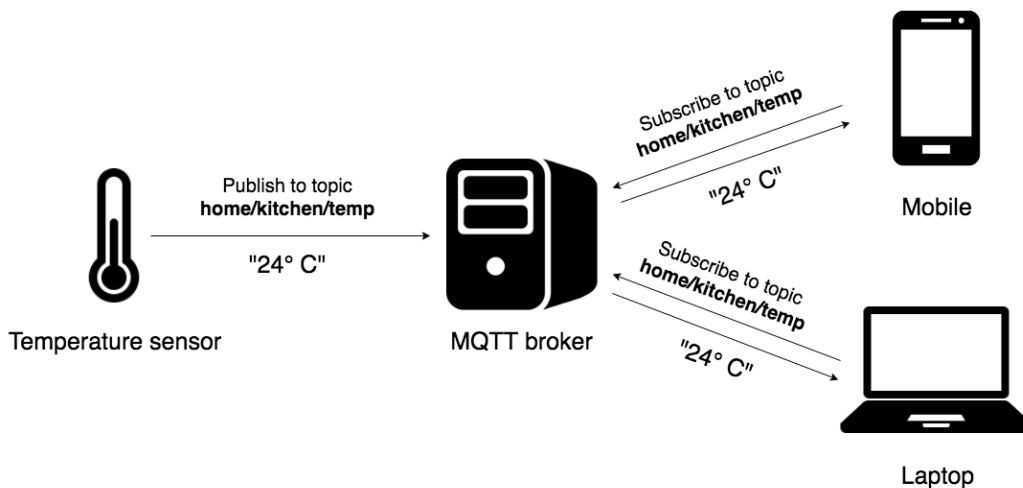 Publish to topic
home/kitchen/temp
"24° C"
Temperature sensor
MQTT broker
Subscribe to topic
home/kitchen/temp
"24° C"
Mobile
Subscribe to topic
home/kitchen/temp
"24° C"
Laptop